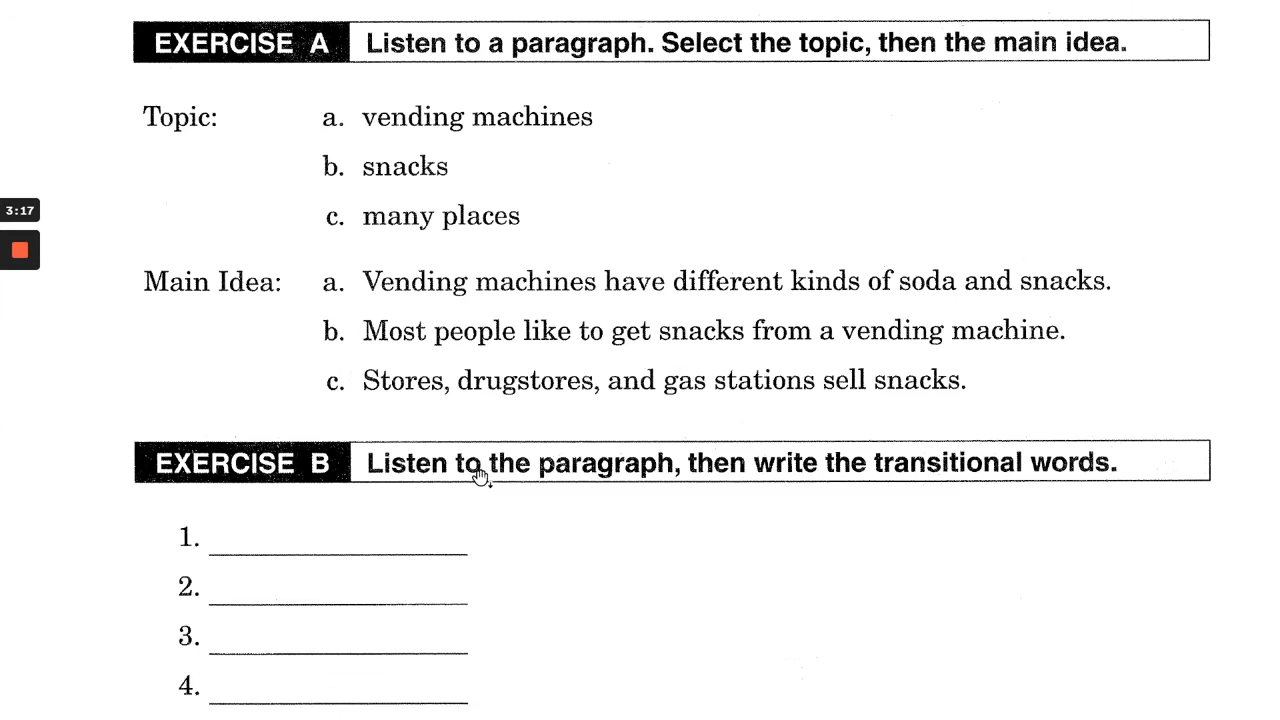 EXERCISE A Listen to a paragraph. Select the topic, then the main idea.
Topic: a. vending machines
b. snacks
c. many places
3:17
Main Idea: a. Vending machines have different kinds of soda and snacks.
b. Most people like to get snacks from a vending machine.
c. Stores, drugstores, and gas stations sell snacks.
EXERCISE B Listen to the paragraph, then write the transitional words.
1.
2.
3.
4.